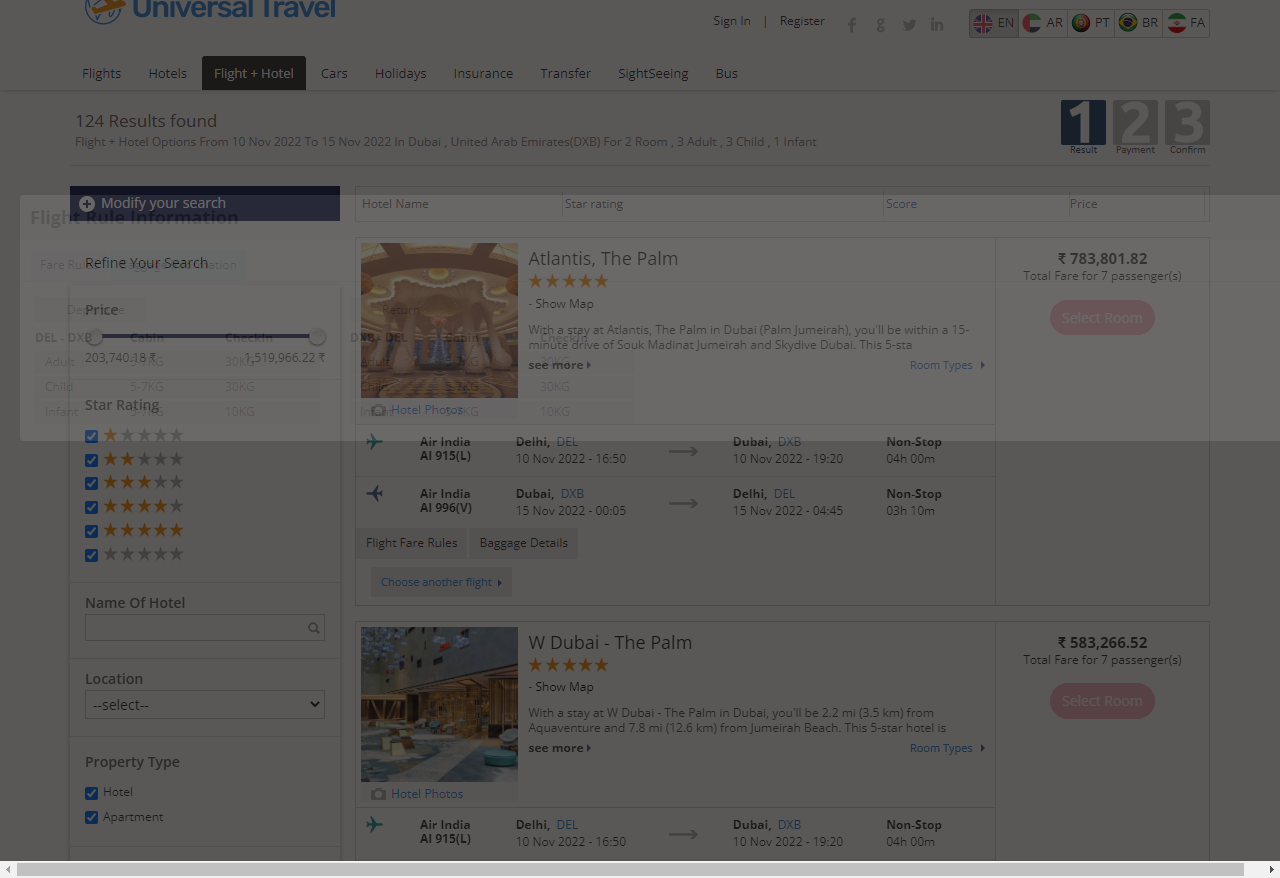 Universal Travel
Sign In | Register
EN AR PT BR FA
Flights Hotels Flight + Hotel Cars Holidays Insurance Transfer SightSeeing Bus
124 Results found
Flight + Hotel Options From 10 Nov 2022 To 15 Nov 2022 In Dubai , United Arab Emirates(DXB) For 2 Room , 3 Adult , 3 Child , 1 Infant
1 2 3
Result Payment Confirm
Modify your search
Hotel Name Star rating Score Price
Flight Rule Information
Fare Rules Baggage Information
Refine Your Search
Price
203,740.18 ₹ 1,519,966.22 ₹
Departure
Return
DEL - DXB Cabin CheckIn
Adult 5-7KG 30KG
Child 5-7KG 30KG
Infant 5-7KG 10KG
DXB - DEL Cabin CheckIn
Adult 5-7KG 30KG
Child 5-7KG 30KG
Infant 5-7KG 10KG
Star Rating
Name Of Hotel
Location
--select--
Property Type
Hotel
Apartment
Atlantis, The Palm
- Show Map
With a stay at Atlantis, The Palm in Dubai (Palm Jumeirah), you'll be within a 15-
minute drive of Souk Madinat Jumeirah and Skydive Dubai. This 5-sta
see more
Room Types
Hotel Photos
₹ 783,801.82
Total Fare for 7 passenger(s)
Select Room
Air India Delhi, DEL Dubai, DXB Non-Stop
AI 915(L) 10 Nov 2022 - 16:50 10 Nov 2022 - 19:20 04h 00m
Air India Dubai, DXB Delhi, DEL Non-Stop
AI 996(V) 15 Nov 2022 - 00:05 15 Nov 2022 - 04:45 03h 10m
Flight Fare Rules Baggage Details
Choose another flight
W Dubai - The Palm
- Show Map
With a stay at W Dubai - The Palm in Dubai, you'll be 2.2 mi (3.5 km) from
Aquaventure and 7.8 mi (12.6 km) from Jumeirah Beach. This 5-star hotel is
see more
Room Types
Hotel Photos
₹ 583,266.52
Total Fare for 7 passenger(s)
Select Room
Air India Delhi, DEL Dubai, DXB Non-Stop
AI 915(L) 10 Nov 2022 - 16:50 10 Nov 2022 - 19:20 04h 00m